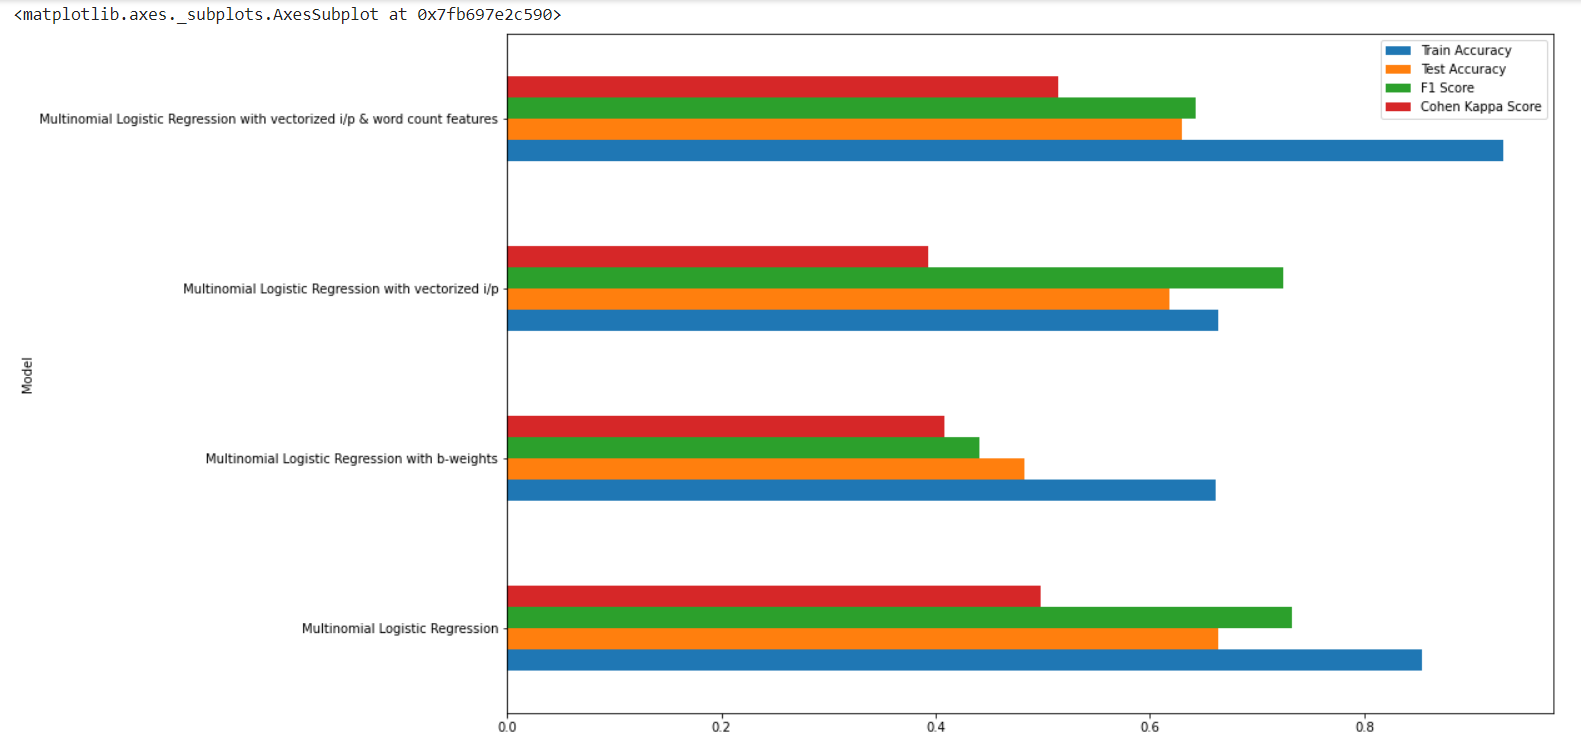 <matplotlib.axes._subplots.AxesSubplot at 0x7fb697e2c590>
Train Accuracy
Test Accuracy
F1 Score
Cohen Kappa Score
Multinomial Logistic Regression with vectorized i/p & word count features
Multinomial Logistic Regression with vectorized i/p
Model
Multinomial Logistic Regression with b-weights
Multinomial Logistic Regression
0.0 0.2 0.4 0.6 0.8